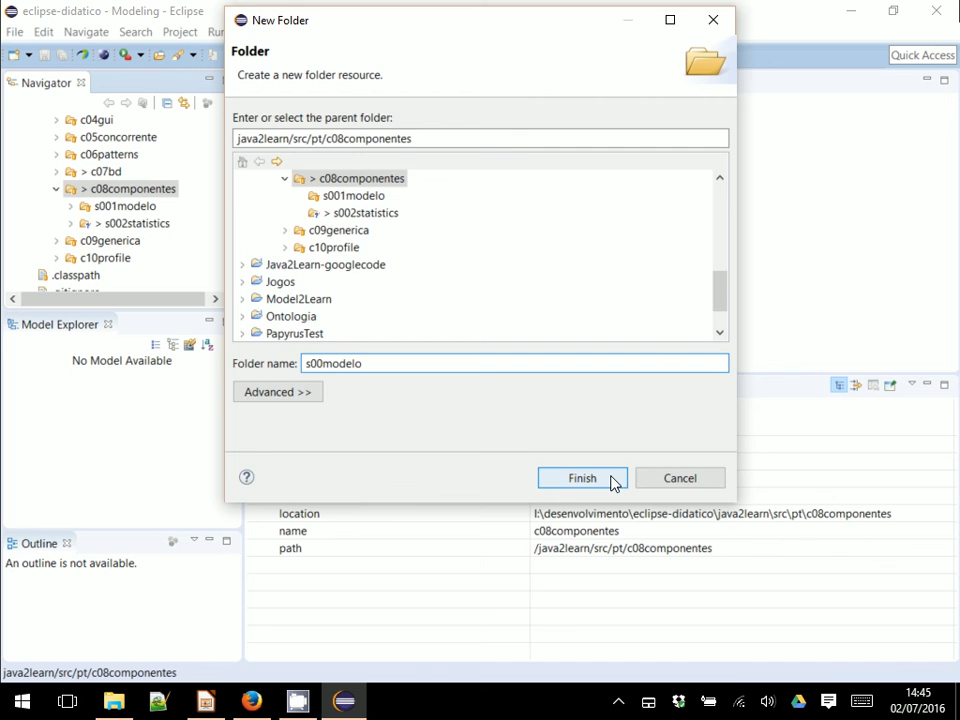 eclipse-didatico - Modeling - Eclipse
File Edit Navigate Search Project Ru
Quick Access
Navigator
c04gui
c05concorrente
c06patterns
> c07bd
> c08componentes
s001modelo
> s002statistics
c09generica
c10profile
.classpath
Model Explorer
No Model Available
Outline
An outline is not available.
New Folder
Folder
Create a new folder resource.
Enter or select the parent folder:
java2learn/src/pt/c08componentes
> c08componentes
s001modelo
> s002statistics
c09generica
c10profile
Java2Learn-googlecode
Jogos
Model2Learn
Ontologia
PapyrusTest
Folder name: s00modelo
Advanced >>
Finish Cancel
location I:\desenvolvimento\eclipse-didatico\java2learn\src\pt\c08componentes
name c08componentes
path /java2learn/src/pt/c08componentes
java2learn/src/pt/c08componentes
14:45
02/07/2016